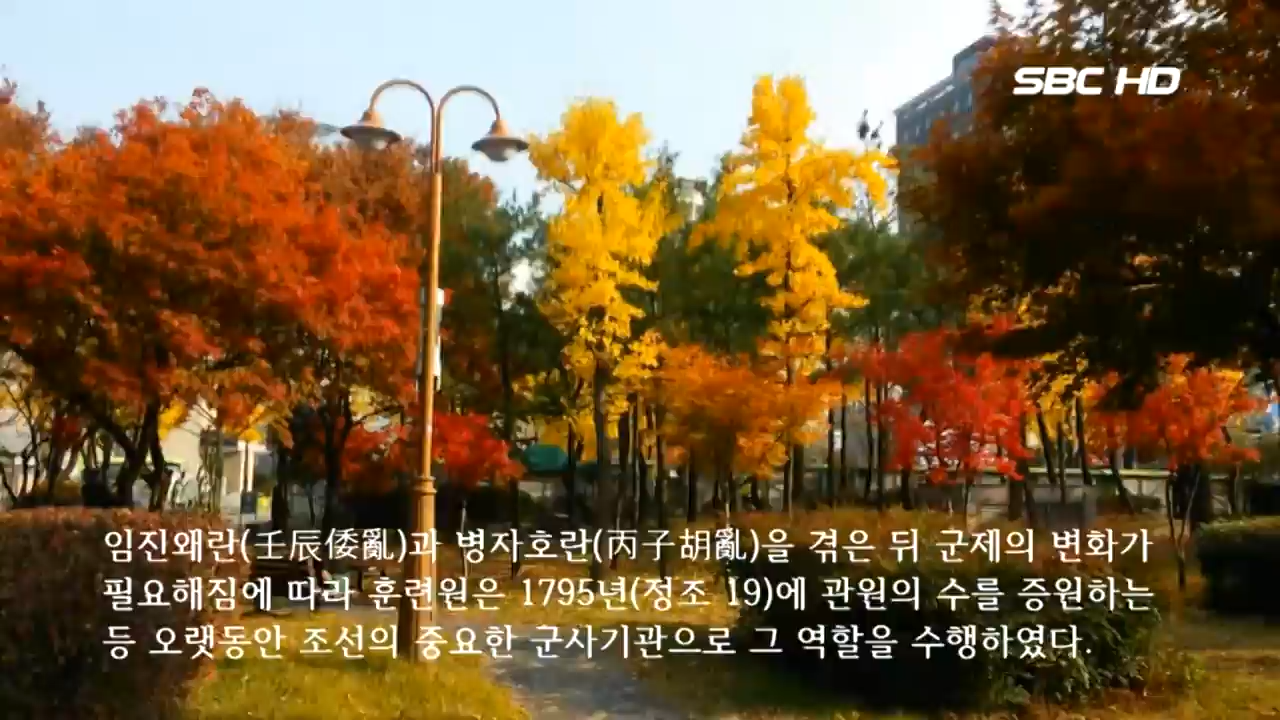 SBC HD
임진왜란(壬辰倭亂)과 병자호란(丙子胡亂)을 겪은 뒤 군제의 변화가
필요해짐에 따라 훈련원은 1795년(정조 19)에 관원의 수를 증원하는
등 오랫동안 조선의 중요한 군사기관으로 그 역할을 수행하였다.